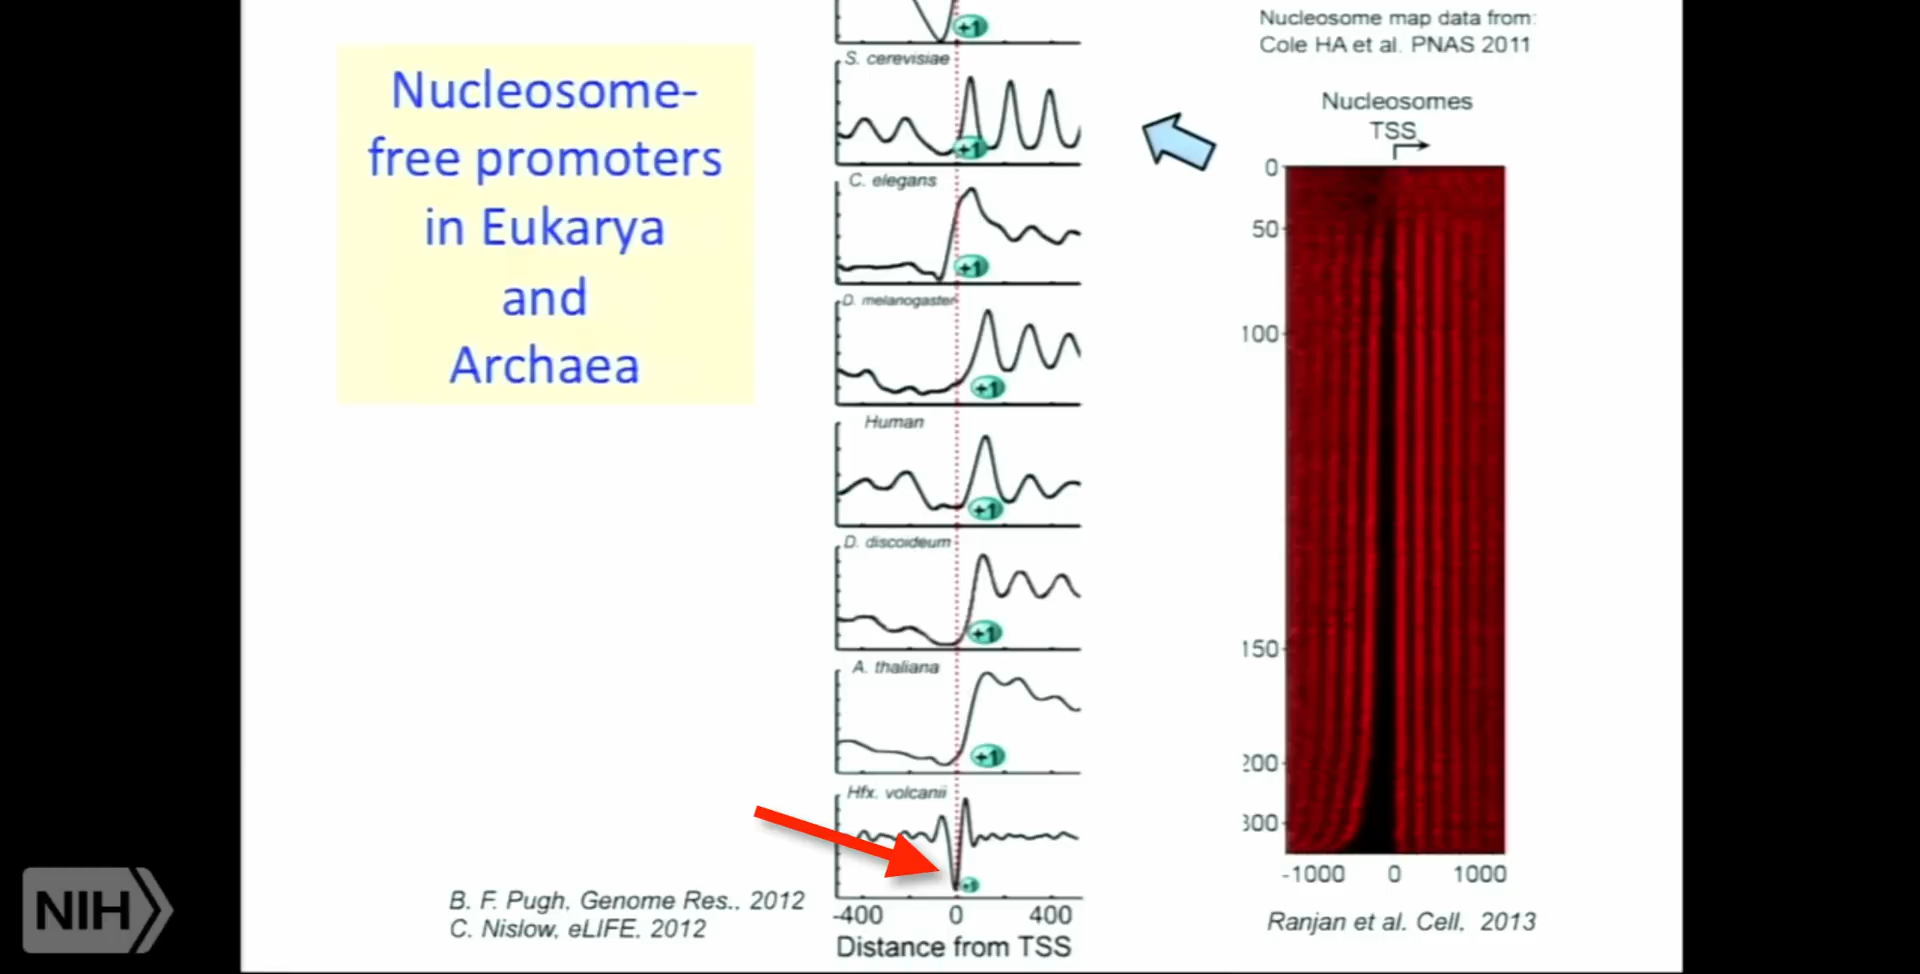 Nucleosome-
free promoters
in Eukarya
and
Archaea
+1
S. cerevisiae
+1
C. elegans
+1
D. melanogaster
+1
Human
+1
D. discoideum
+1
A. thaliana
+1
Hfx. volcanii
+1
-400 0 400
Distance from TSS
B. F. Pugh, Genome Res., 2012
C. Nislow, eLIFE, 2012
Nucleosome map data from:
Cole HA et al. PNAS 2011
Nucleosomes
TSS
0
50
100
150
200
300
-1000 0 1000
Ranjan et al. Cell, 2013
NIH